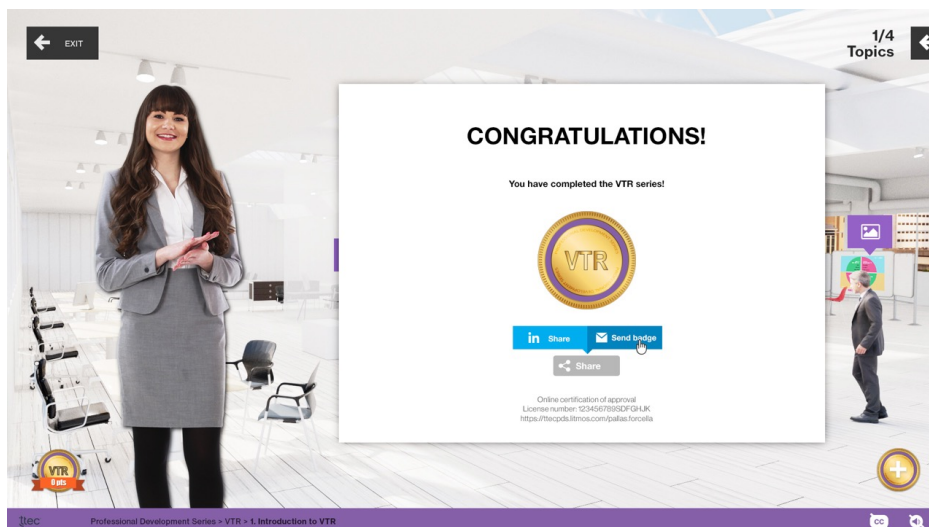 EXIT
1/4
Topics
CONGRATULATIONS!
You have completed the VTR series!
VTR
in Share
Send badge
Share
Online certification of approval
License number: 123456789SDFGHJK
https://ttecpds.litmos.com/pallas.forcella
VTR
0 pts
ttec
Professional Development Series > VTR > 1. Introduction to VTR
CC